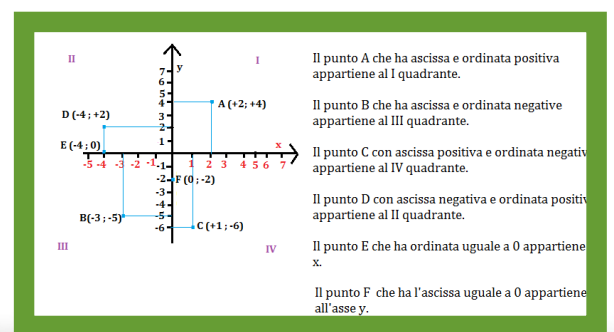 II
I
y
7
6
5
4
3
2
1
A (+2; +4)
D (-4 ; +2)
E (-4 ; 0)
x
-5 -4 -3 -2 -1 1 2 3 4 5 6 7
-1
-2
F (0 ; -2)
-3
-4
-5
-6
B(-3 ; -5)
C (+1 ; -6)
III
IV
Il punto A che ha ascissa e ordinata positiva
appartiene al I quadrante.
Il punto B che ha ascissa e ordinata negative
appartiene al III quadrante.
Il punto C con ascissa positiva e ordinata negativ
appartiene al IV quadrante.
Il punto D con ascissa negativa e ordinata positiv
appartiene al II quadrante.
Il punto E che ha ordinata uguale a 0 appartiene
x.
Il punto F che ha l'ascissa uguale a 0 appartiene
all'asse y.